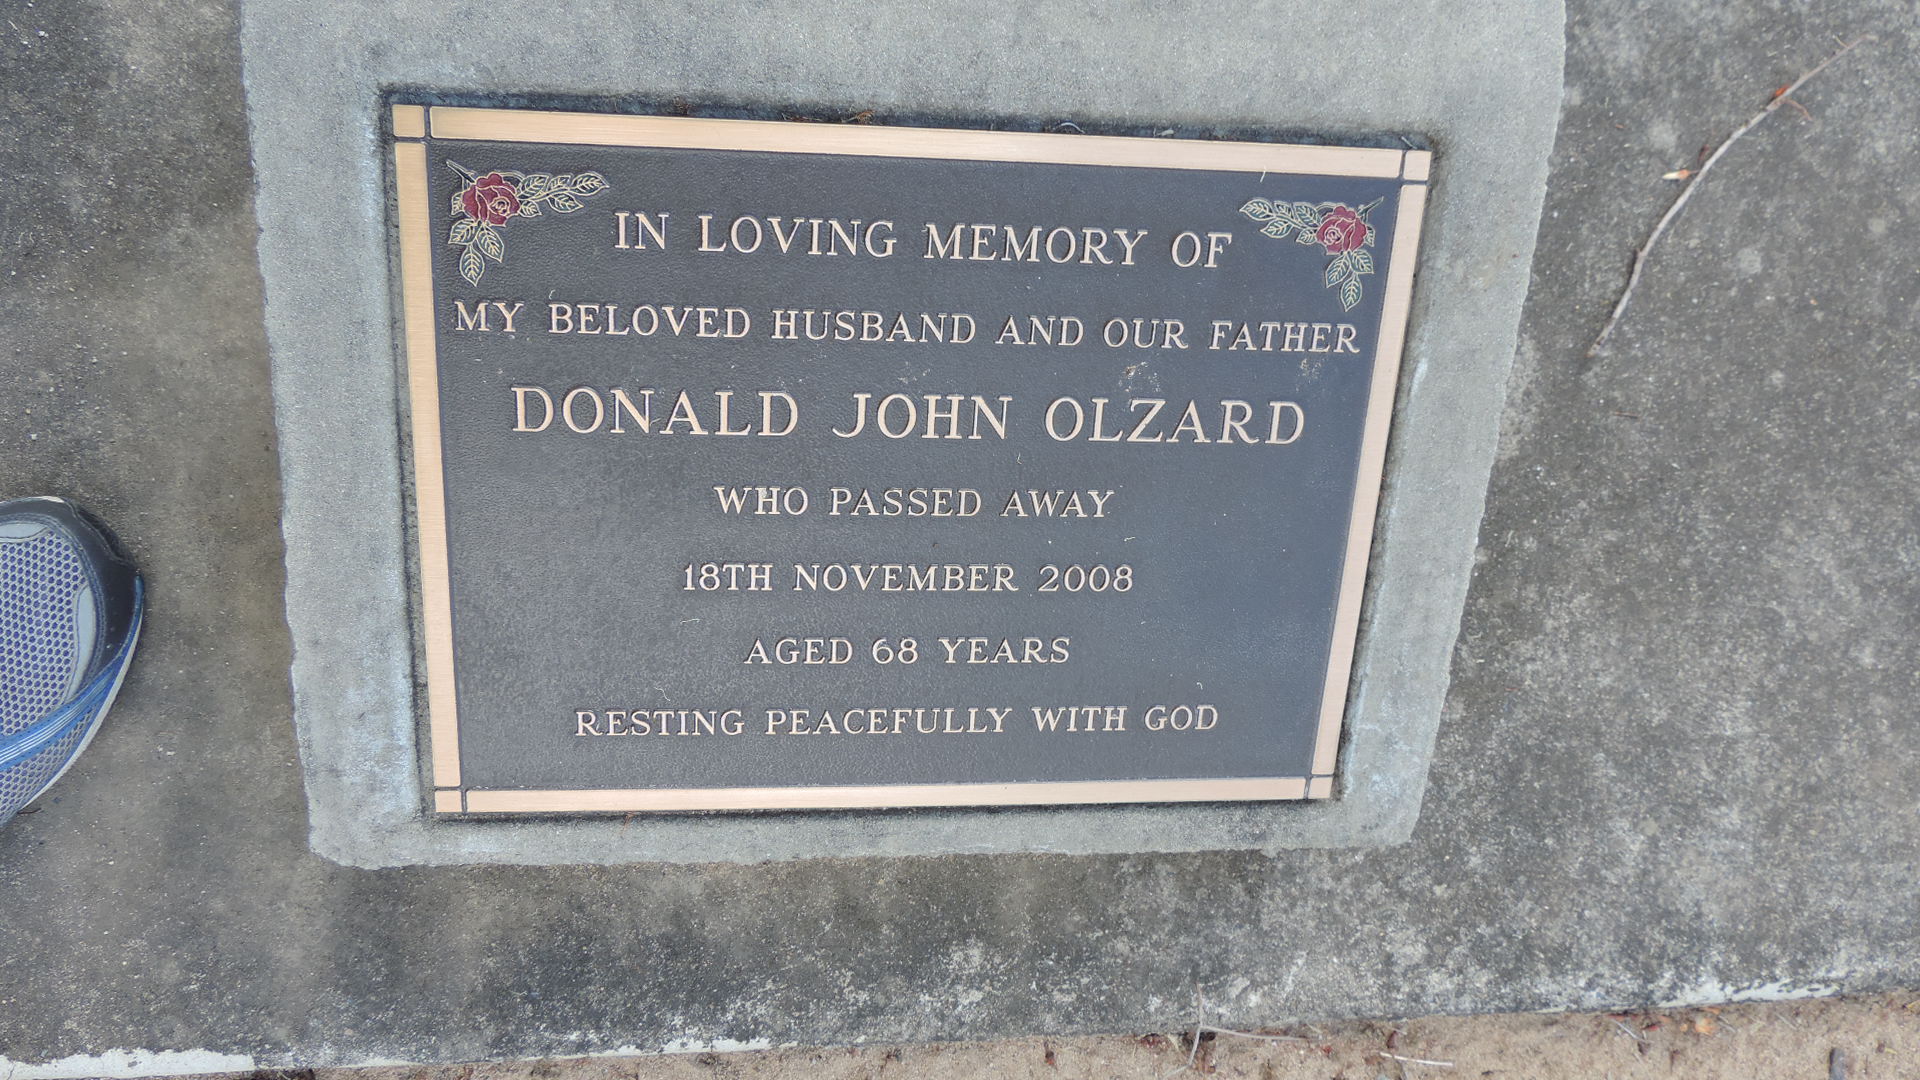 IN LOVING MEMORY OF
MY BELOVED HUSBAND AND OUR FATHER
DONALD JOHN OLZARD
WHO PASSED AWAY
18TH NOVEMBER 2008
AGED 68 YEARS
RESTING PEACEFULLY WITH GOD